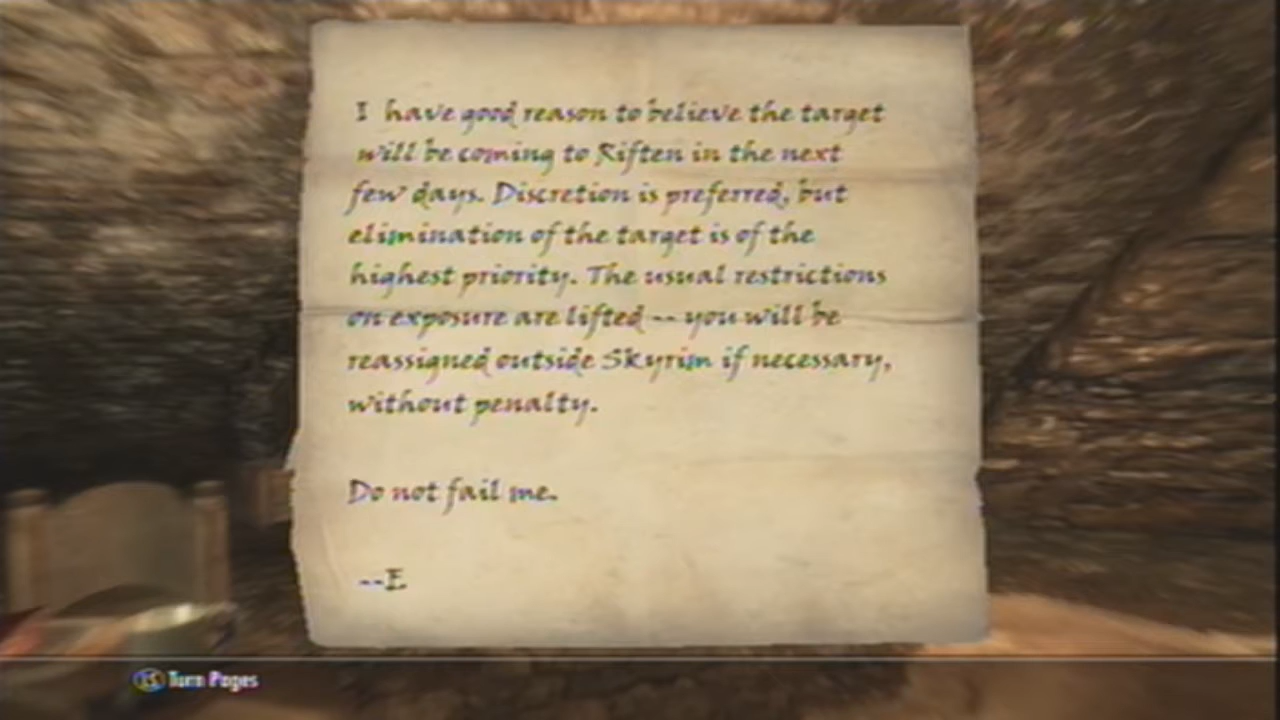 I have good reason to believe the target
will be coming to Riften in the next
few days. Discretion is preferred, but
elimination of the target is of the
highest priority. The usual restrictions
on exposure are lifted -- you will be
reassigned outside Skyrim if necessary,
without penalty.
Do not fail me.
--E
LS Turn Pages